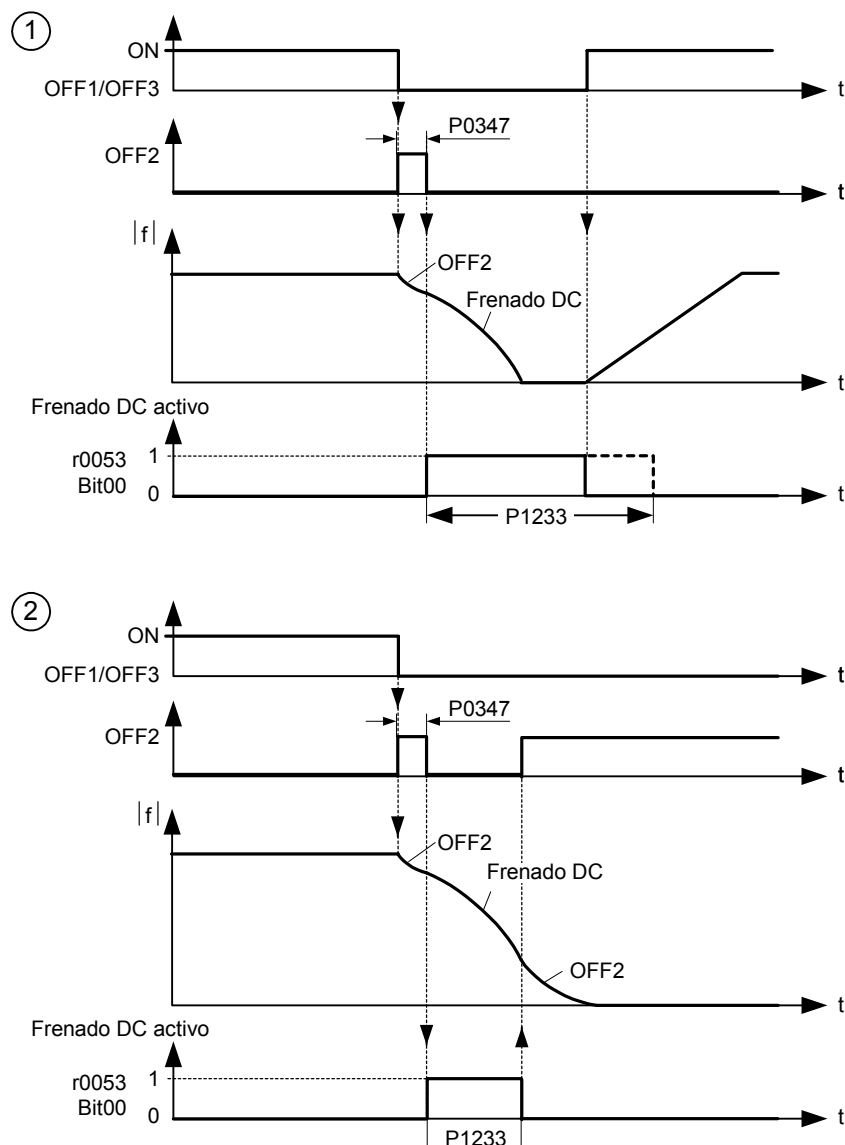 1
ON
OFF1/OFF3
t
P0347
OFF2
t
|f|
OFF2
Frenado DC
t
Frenado DC activo
r0053 1
Bit00 0
t
P1233
2
ON
OFF1/OFF3
t
P0347
OFF2
t
|f|
OFF2
Frenado DC
OFF2
t
Frenado DC activo
r0053 1
Bit00 0
t
P1233